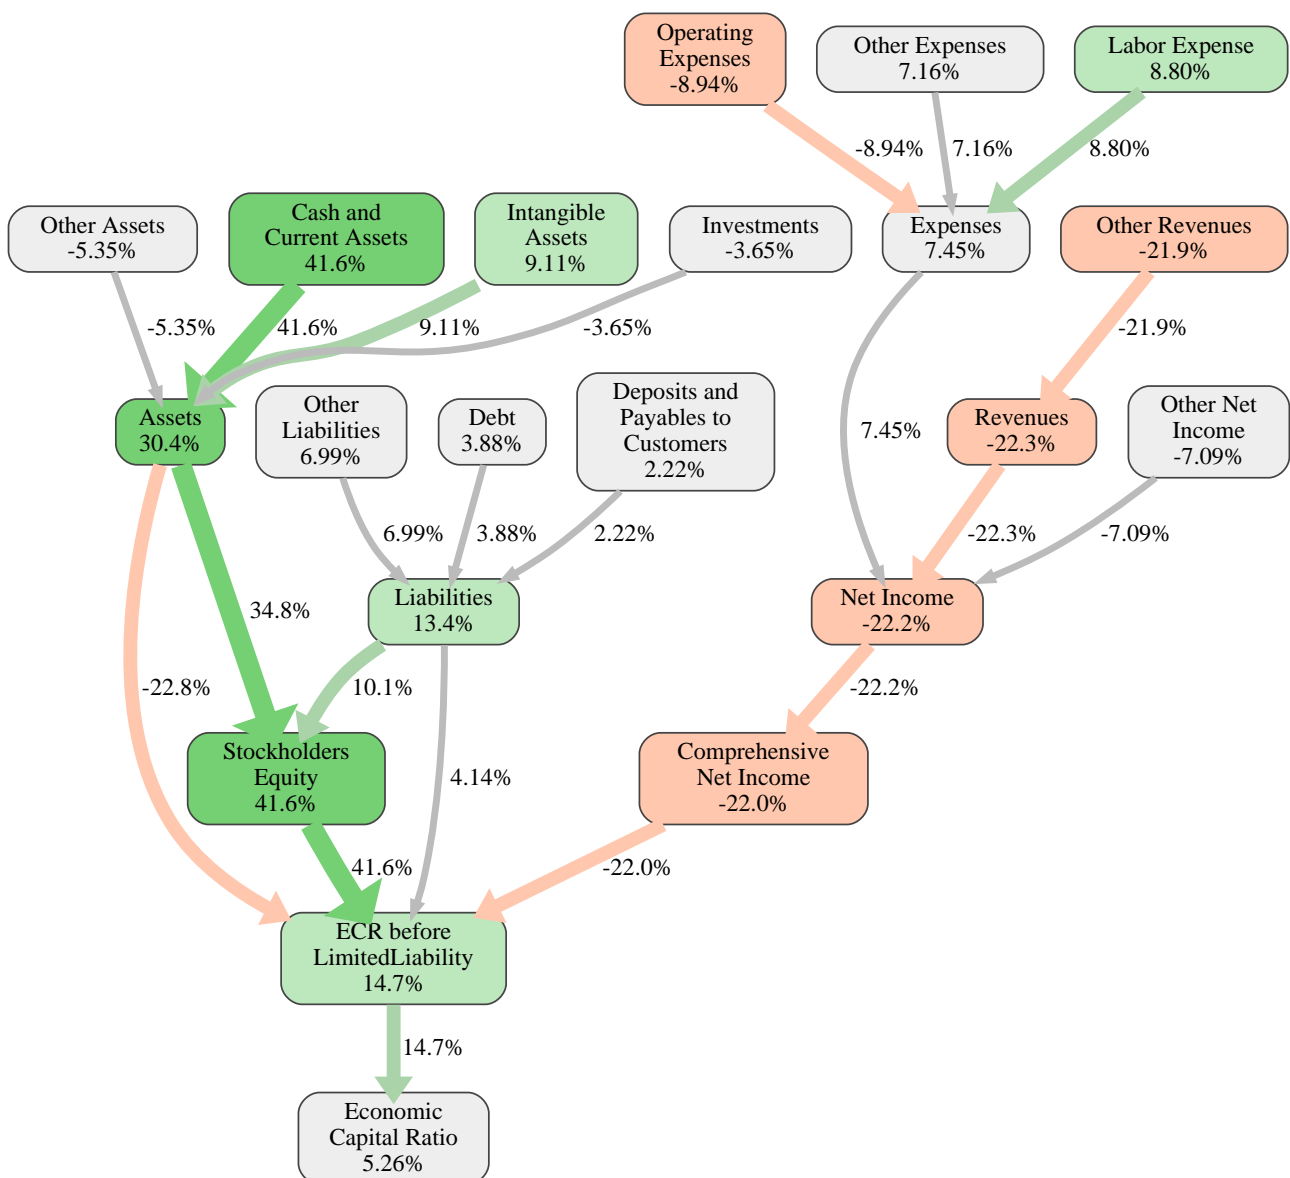 Operating
Expenses
-8.94%
Other Expenses
7.16%
Labor Expense
8.80%
-8.94%
7.16%
8.80%
Other Assets
-5.35%
Cash and
Current Assets
41.6%
Intangible
Assets
9.11%
Investments
-3.65%
Expenses
7.45%
Other Revenues
-21.9%
-5.35%
41.6%
9.11%
-3.65%
-21.9%
Assets
30.4%
Other
Liabilities
6.99%
Debt
3.88%
Deposits and
Payables to
Customers
2.22%
7.45%
Revenues
-22.3%
Other Net
Income
-7.09%
6.99%
3.88%
2.22%
-22.3%
-7.09%
34.8%
Liabilities
13.4%
Net Income
-22.2%
-22.8%
10.1%
-22.2%
Stockholders
Equity
41.6%
4.14%
Comprehensive
Net Income
-22.0%
41.6%
-22.0%
ECR before
LimitedLiability
14.7%
14.7%
Economic
Capital Ratio
5.26%